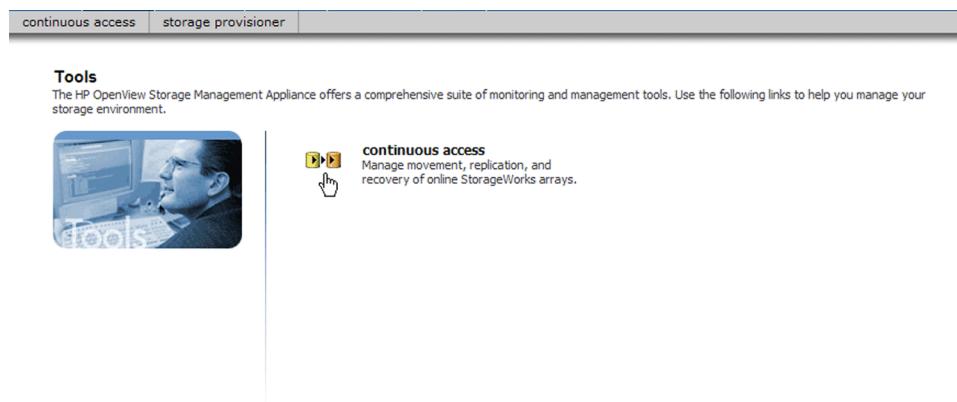 continuous access storage provisioner
Tools
The HP OpenView Storage Management Appliance offers a comprehensive suite of monitoring and management tools. Use the following links to help you manage your
storage environment.
continuous access
Manage movement, replication, and
recovery of online StorageWorks arrays.
Tools